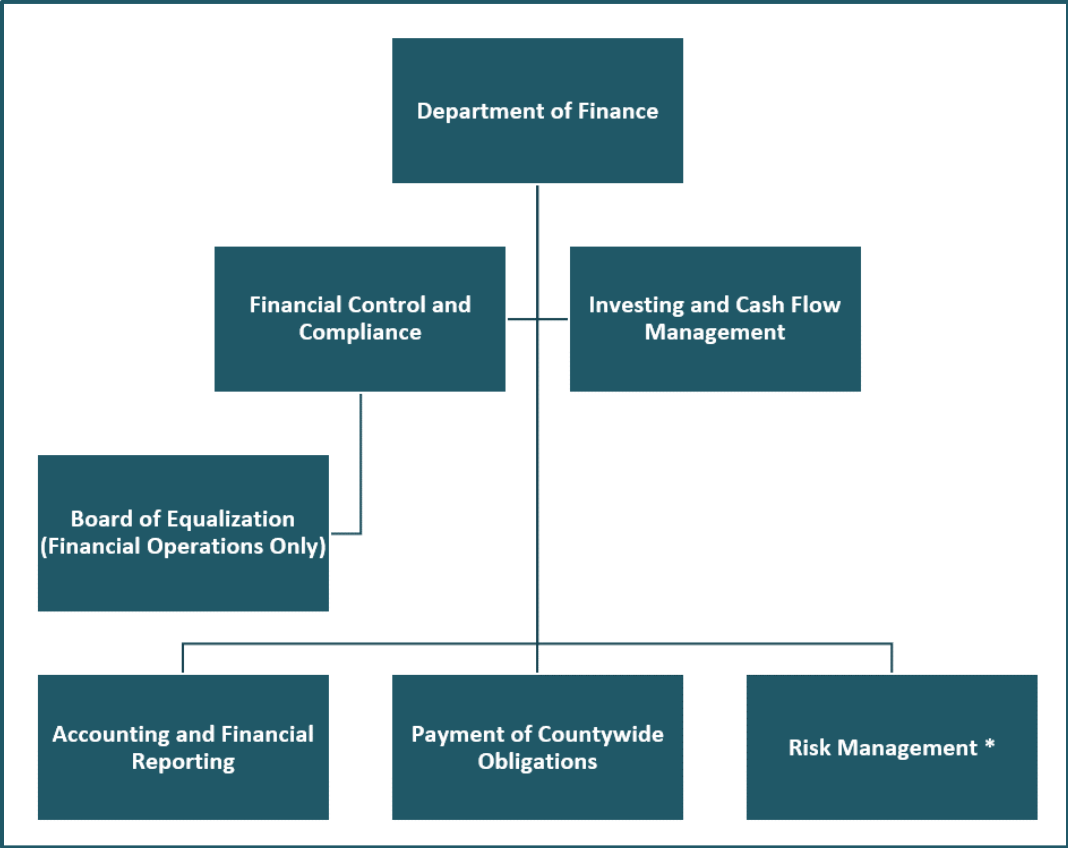 Department of Finance
Financial Control and
Compliance
Investing and Cash Flow
Management
Board of Equalization
(Financial Operations Only)
Accounting and Financial
Reporting
Payment of Countywide
Obligations
Risk Management *